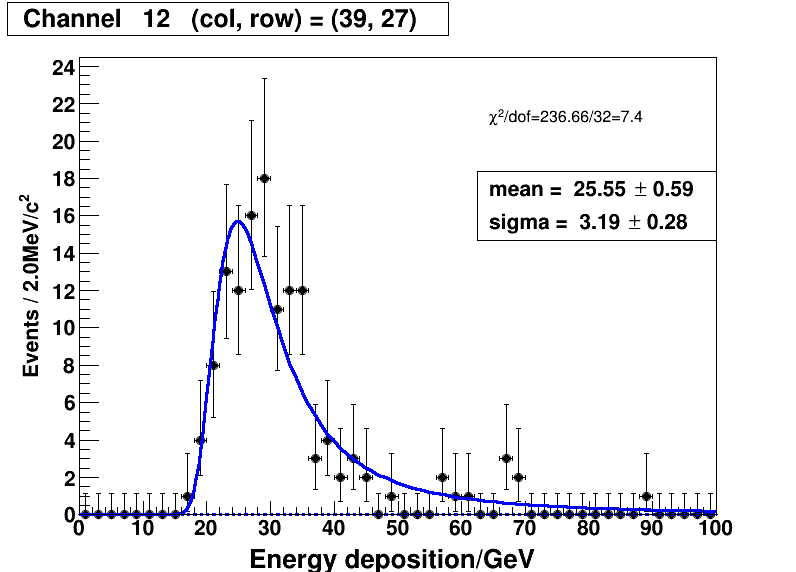 Channel 12 (col, row) = (39, 27)
χ²/dof=236.66/32=7.4
mean = 25.55 ± 0.59
sigma = 3.19 ± 0.28
Events / 2.0MeV/c²
24
22
20
18
16
14
12
10
8
6
4
2
0
0 10 20 30 40 50 60 70 80 90 100
Energy deposition/GeV